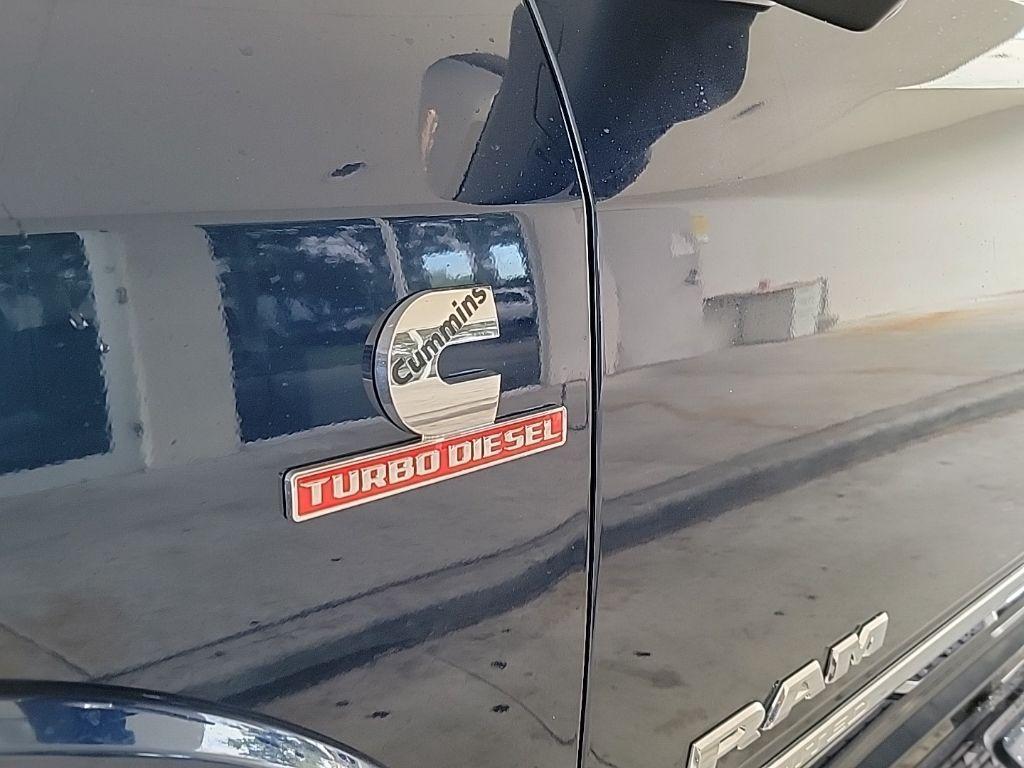 Cummins
TURBO DIESEL
RAM